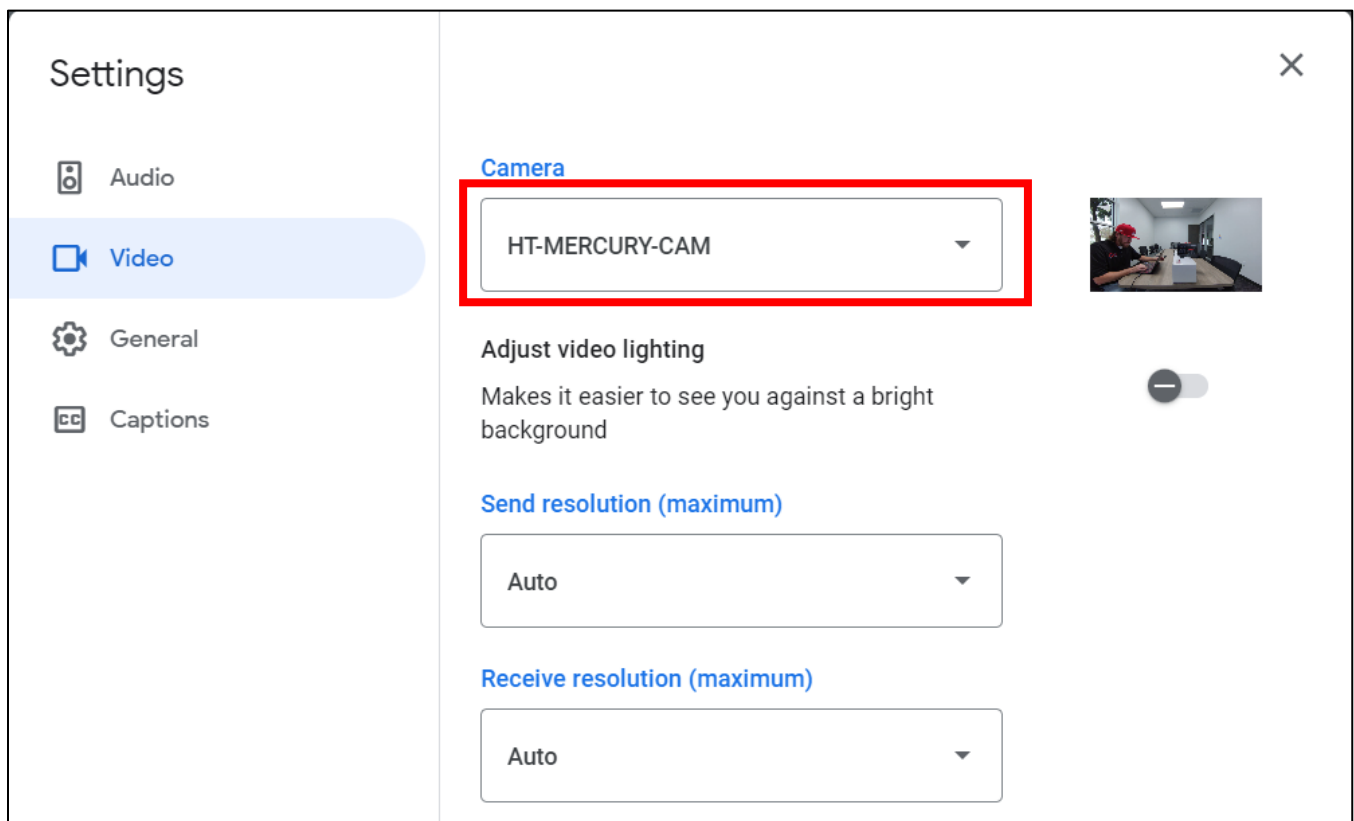 Settings
Audio
Video
General
CC Captions
Camera
HT-MERCURY-CAM
Adjust video lighting
Makes it easier to see you against a bright
background
Send resolution (maximum)
Auto
Receive resolution (maximum)
Auto